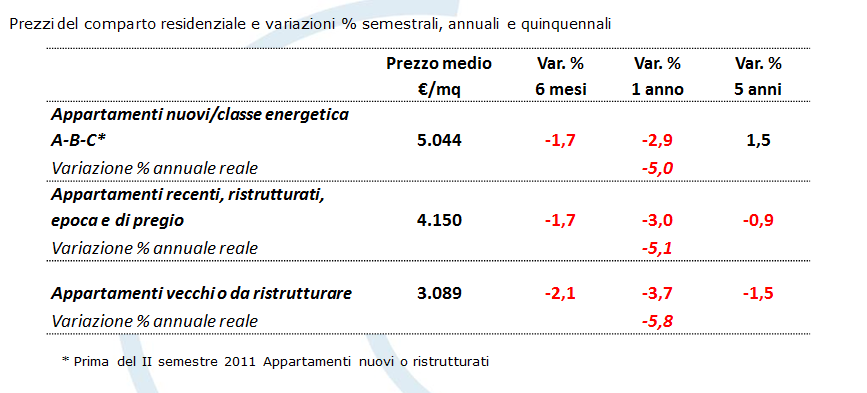 Prezzi del comparto residenziale e variazioni % semestrali, annuali e quinquennali
Prezzo medio Var. % Var. % Var. %
€/mq 6 mesi 1 anno 5 anni
Appartamenti nuovi/classe energetica
A-B-C* 5.044 -1,7 -2,9 1,5
Variazione % annuale reale -5,0
Appartamenti recenti, ristrutturati,
epoca e di pregio 4.150 -1,7 -3,0 -0,9
Variazione % annuale reale -5,1
Appartamenti vecchi o da ristrutturare 3.089 -2,1 -3,7 -1,5
Variazione % annuale reale -5,8
* Prima del II semestre 2011 Appartamenti nuovi o ristrutturati